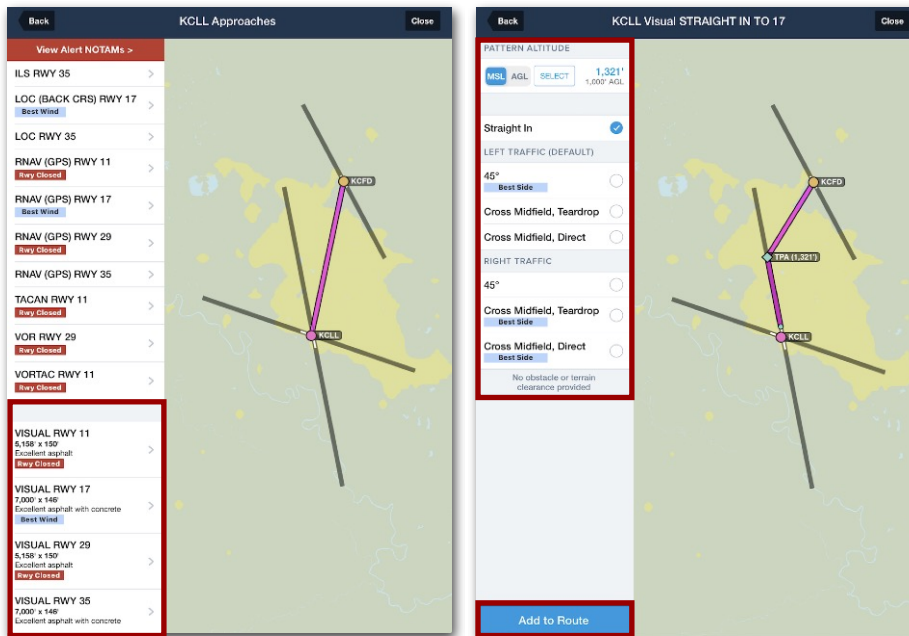 Back
KCLL Approaches
Close
View Alert NOTAMs >
ILS RWY 35
LOC (BACK CRS) RWY 17
Best Wind
LOC RWY 35
RNAV (GPS) RWY 11
Rwy Closed
RNAV (GPS) RWY 17
Best Wind
RNAV (GPS) RWY 29
Rwy Closed
RNAV (GPS) RWY 35
TACAN RWY 11
Rwy Closed
VOR RWY 29
Rwy Closed
VORTAC RWY 11
Rwy Closed
VISUAL RWY 11
5,158' x 150'
Excellent asphalt
Rwy Closed
VISUAL RWY 17
7,000' x 146'
Excellent asphalt with concrete
Best Wind
VISUAL RWY 29
5,158' x 150'
Excellent asphalt
Rwy Closed
VISUAL RWY 35
7,000' x 146'
Excellent asphalt with concrete
KCFD
KCLL
Back
KCLL Visual STRAIGHT IN TO 17
Close
PATTERN ALTITUDE
MSL AGL SELECT 1,321'
1,000' AGL
Straight In
LEFT TRAFFIC (DEFAULT)
45°
Best Side
Cross Midfield, Teardrop
Cross Midfield, Direct
RIGHT TRAFFIC
45°
Cross Midfield, Teardrop
Best Side
Cross Midfield, Direct
Best Side
No obstacle or terrain
clearance provided
Add to Route
KCFD
TPA (1,321')
KCLL